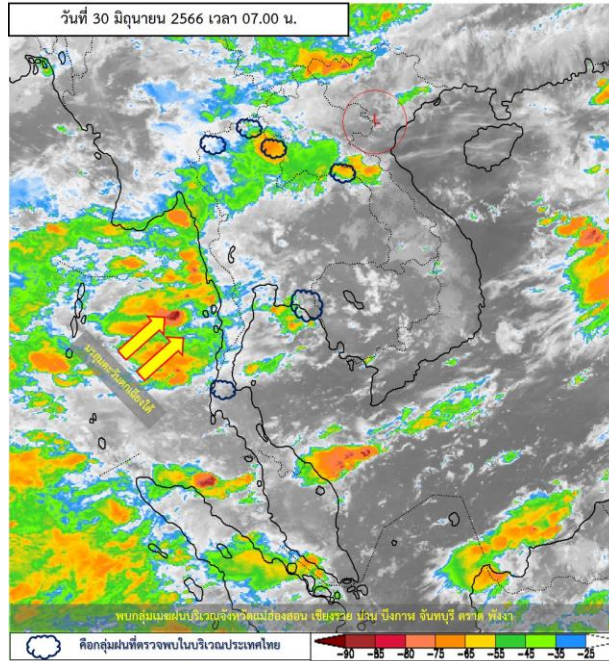 วันที่ 30 มิถุนายน 2566 เวลา 07.00 น.
L
มรสุมตะวันตกเฉียงใต้
พบกลุ่มเมฆฝนบริเวณจังหวัดแม่ฮ่องสอน เชียงราย น่าน บึงกาฬ จันทบุรี ตราด พังงา
คือกลุ่มฝนที่ตรวจพบในบริเวณประเทศไทย
-90 -85 -80 -75 -65 -55 -45 -35 -25